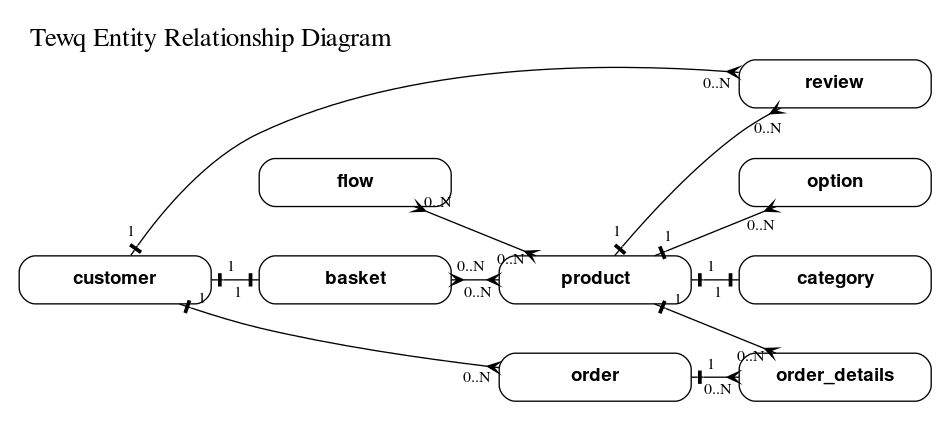 Tewq Entity Relationship Diagram
review
0..N
0..N
flow
option
0..N
0..N
1
1
1
0..N
customer
1
1
basket
0..N
0..N
product
1
1
category
1
1
0..N
0..N
order
1
0..N
order_details